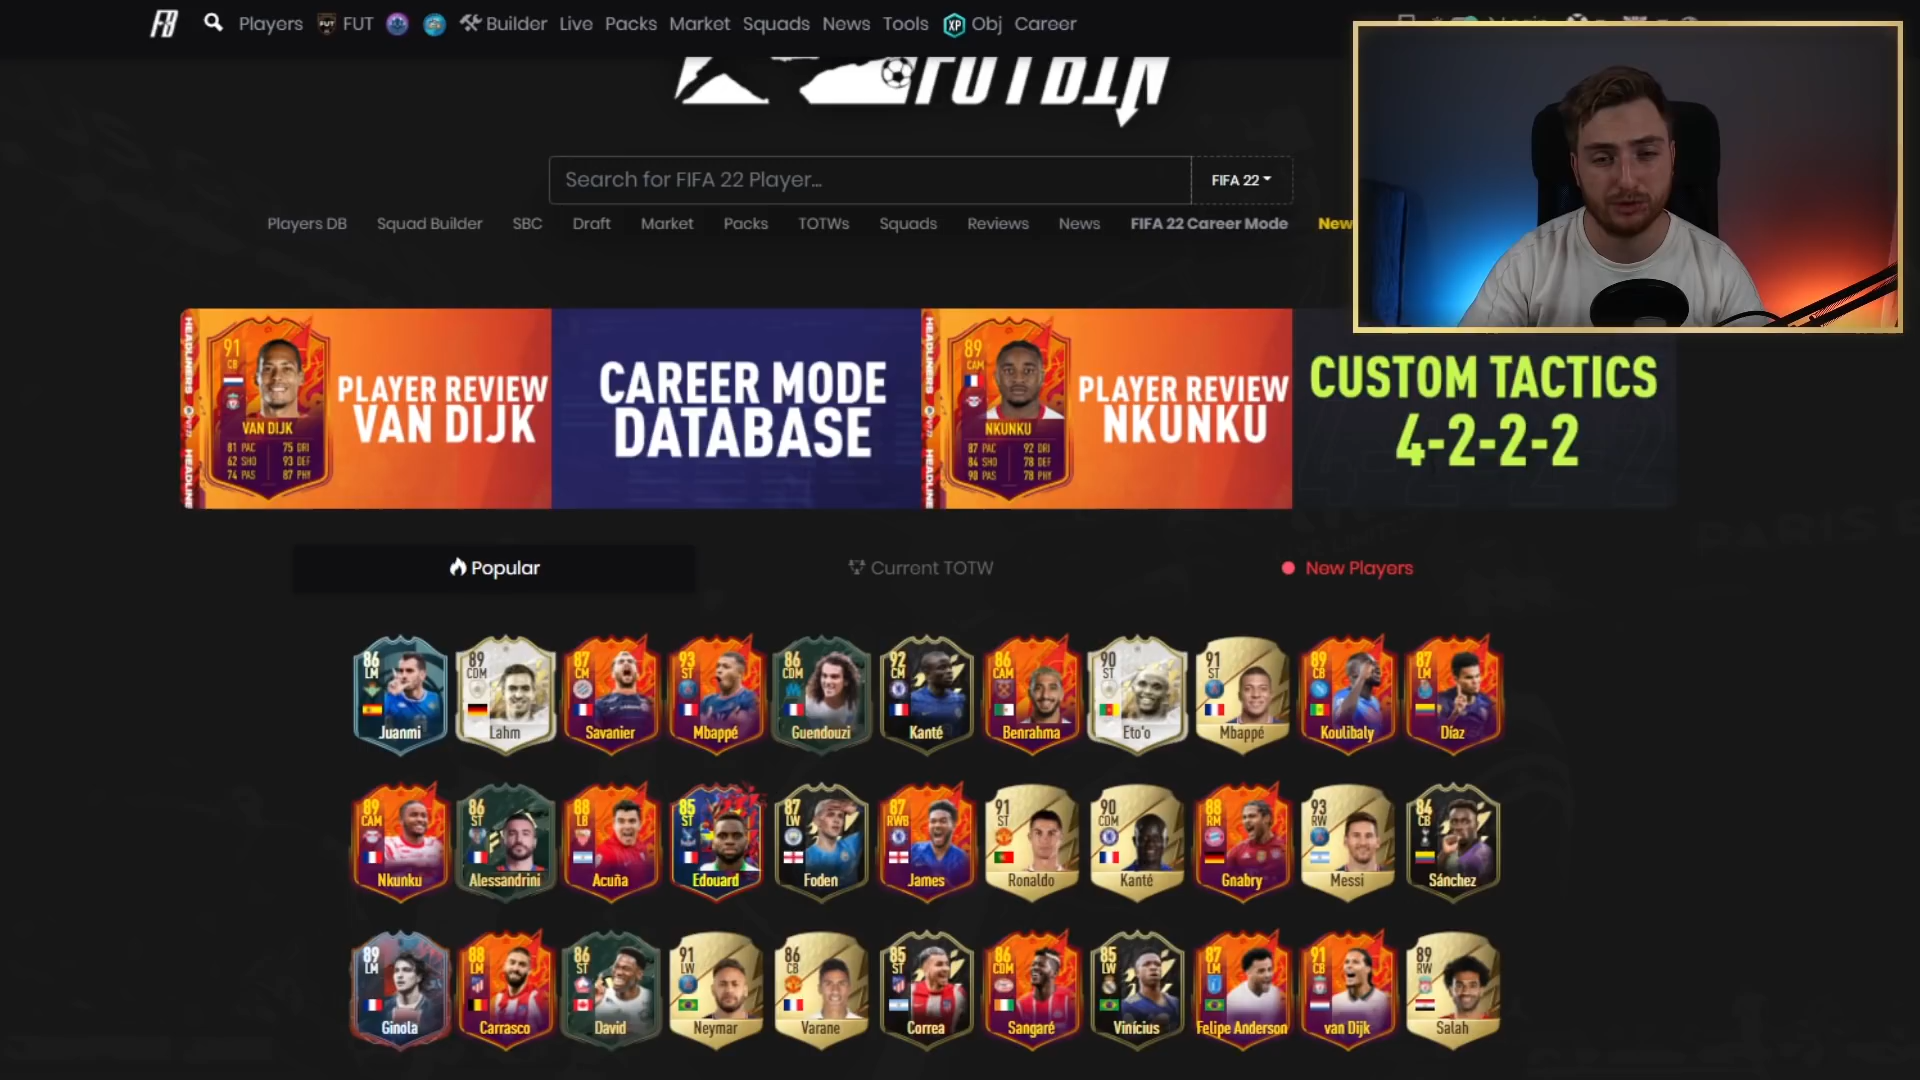 FB Players FUT FUT Builder Live Packs Market Squads News Tools XP Obj Career
FUTBIN
Search for FIFA 22 Player...
FIFA 22
Players DB Squad Builder SBC Draft Market Packs TOTWs Squads Reviews News FIFA 22 Career Mode New
HEADLINERS
HEADLINE
91
CB
VAN DIJK
81 PAC 75 DRI
62 SHO 93 DEF
74 PAS 87 PHY
PLAYER REVIEW
VAN DIJK
CAREER MODE
DATABASE
HEADLINERS
HEADLINE
89
CAM
NKUNKU
87 PAC 92 DRI
84 SHO 78 DEF
90 PAS 78 PHY
PLAYER REVIEW
NKUNKU
CUSTOM TACTICS
4-2-2-2
Popular
Current TOTW
New Players
86 89 87 93 86 92 86 90 91 89 87
LM CDM CM ST CDM CM CAM ST ST CB LM
Juanmi Lahm Savanier Mbappé Guendouzi Kanté Benrahma Eto'o Mbappé Koulibaly Díaz
89 86 88 85 87 87 91 90 88 93 84
CAM ST LB ST LW RWB ST CDM RM RW CB
Nkunku Alessandrini Acuña Edouard Foden James Ronaldo Kanté Gnabry Messi Sánchez
89 88 86 91 86 85 86 85 87 91 89
LM LM ST LW CB ST CDM LW LM CB RW
Ginola Carrasco David Neymar Varane Correa Sangaré Vinícius Felipe Anderson van Dijk Salah